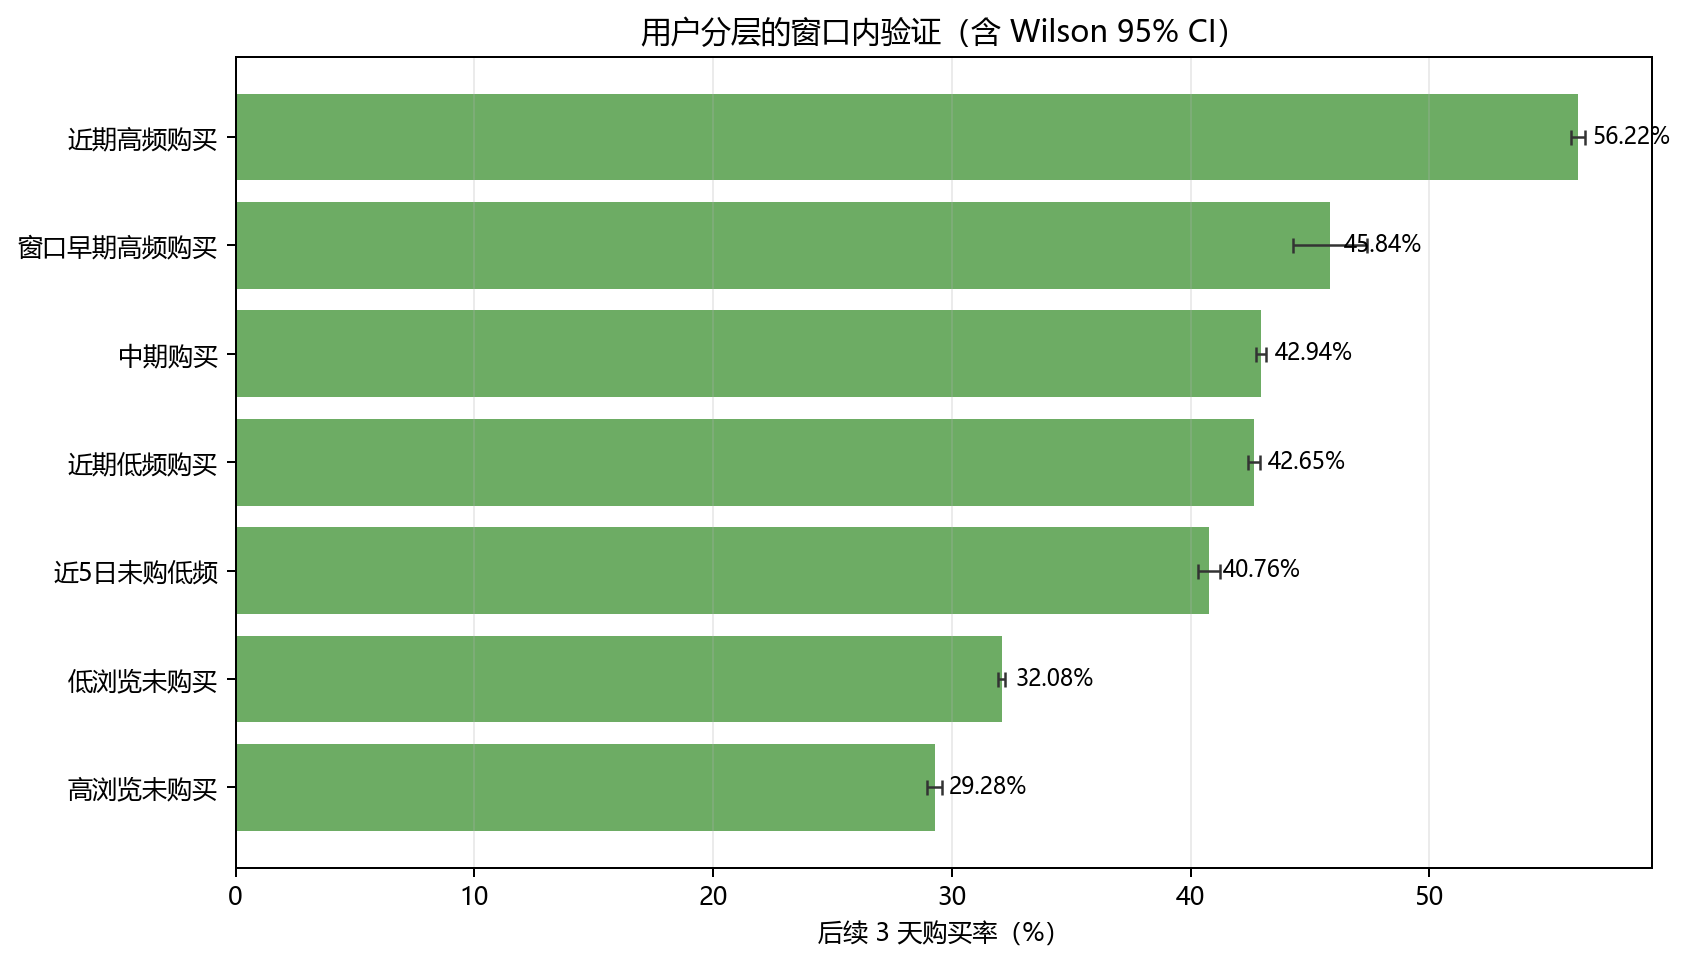 用户分层的窗口内验证（含 Wilson 95% CI）
近期高频购买 56.22%
窗口早期高频购买 45.84%
中期购买 42.94%
近期低频购买 42.65%
近5日未购低频 40.76%
低浏览未购买 32.08%
高浏览未购买 29.28%
0 10 20 30 40 50
后续 3 天购买率（%）